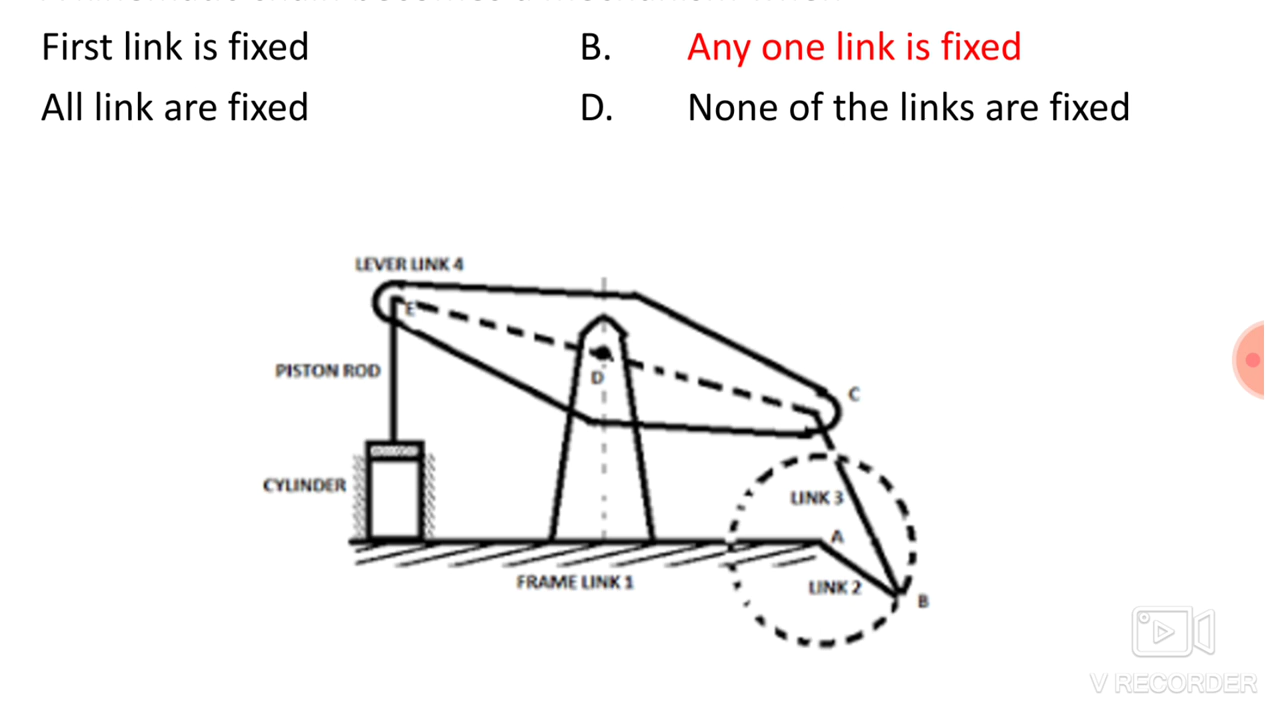 First link is fixed B. Any one link is fixed
All link are fixed D. None of the links are fixed
LEVER LINK 4
E
PISTON ROD
D
C
CYLINDER
LINK 3
A
FRAME LINK 1
LINK 2
B
V RECORDER